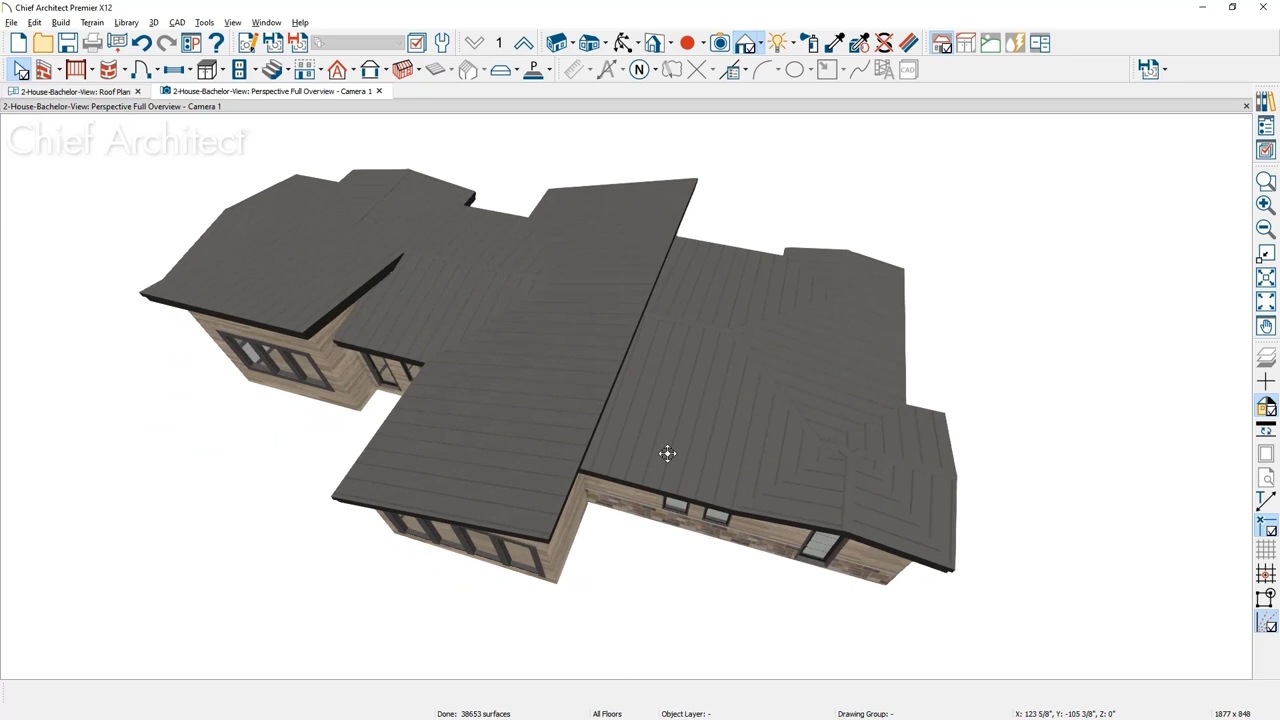 Chief Architect Premier X12
File Edit Build Terrain Library 3D CAD Tools View Window Help
1
N
A
P
CAD
2-House-Bachelor-View: Roof Plan 2-House-Bachelor-View: Perspective Full Overview - Camera 1
2-House-Bachelor-View: Perspective Full Overview - Camera 1
Chief Architect
Done: 38653 surfaces All Floors Object Layer: - Drawing Group: - X: 123 5/8", Y: -105 3/8", Z: 0" 1877 x 848